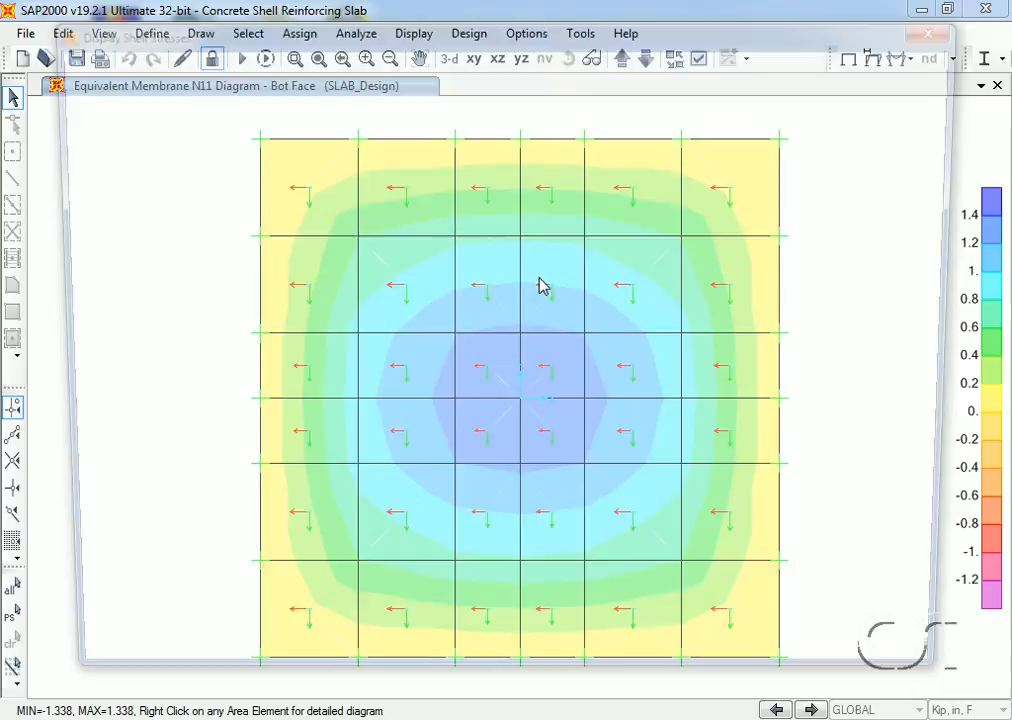 SAP2000 v19.2.1 Ultimate 32-bit - Concrete Shell Reinforcing Slab
File Edit View Define Draw Select Assign Analyze Display Design Options Tools Help
Display Shell Stresses
3-d xy xz yz nv nd
Equivalent Membrane N11 Diagram - Bot Face (SLAB_Design)
1.4
1.2
1.
0.8
0.6
0.4
0.2
0.
-0.2
-0.4
-0.6
-0.8
-1.
-1.2
all
PS
clr
MIN=-1.338, MAX=1.338, Right Click on any Area Element for detailed diagram
GLOBAL
Kip, in, F